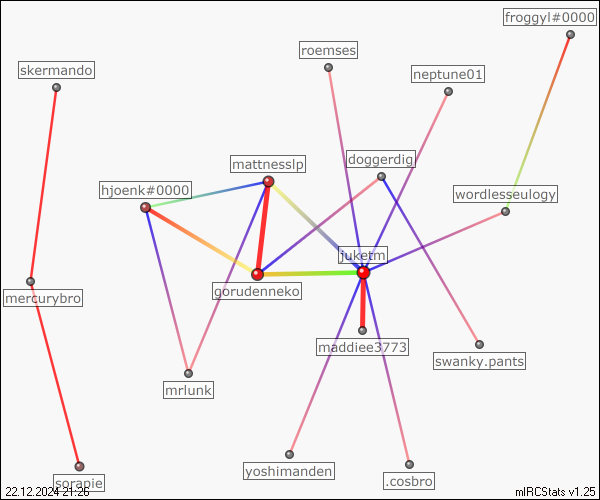 froggyl#0000
roemses
skermando
neptune01
doggerdig
mattnesslp
hjoenk#0000
wordlesseulogy
juketm
gorudenneko
mercurybro
maddiee3773
swanky.pants
mrlunk
yoshimanden
.cosbro
sorapie
22.12.2024 21:26
mIRCStats v1.25